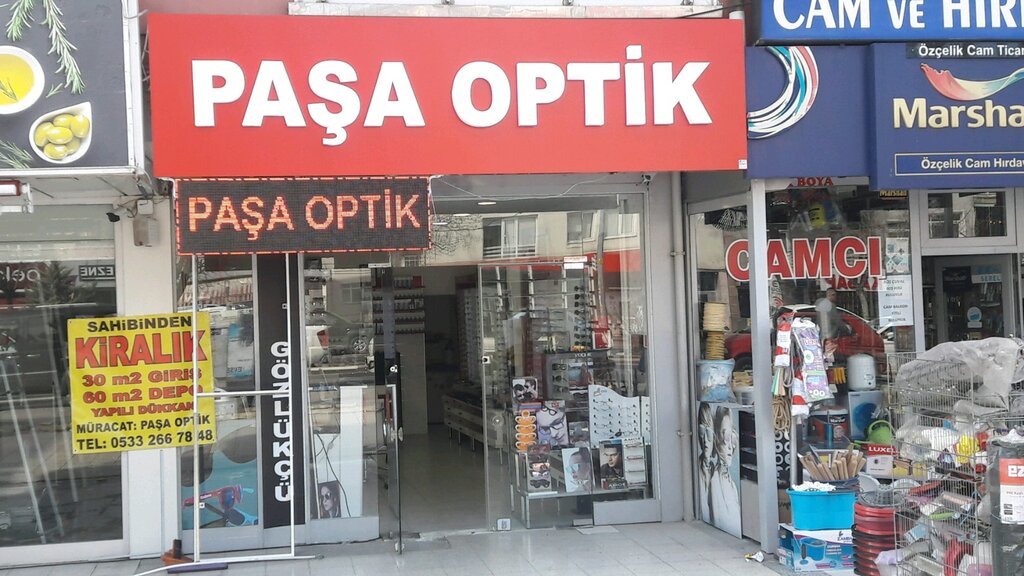 PAŞA OPTİK
PAŞA OPTİK
SAHİBİNDEN
KİRALIK
30 m2 GİRİŞ
60 m2 DEPO
YAPILI DÜKKAN
MÜRACAT: PAŞA OPTİK
TEL: 0533 266 78 48
GÖZLÜKÇÜ
CAM VE HIR
Özçelik Cam Ticar
Marsha
Özçelik Cam Hırdav
BOYA
CAMCI
LUXEL